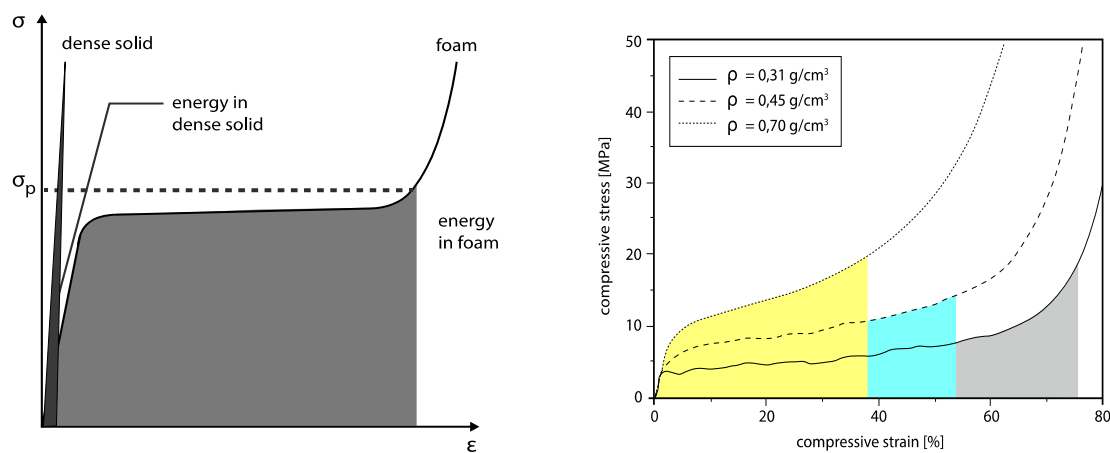 σ
dense solid
foam
energy in
dense solid
σp
energy
in foam
ε
50
40
30
20
10
0
compressive stress [MPa]
ρ = 0,31 g/cm³
ρ = 0,45 g/cm³
ρ = 0,70 g/cm³
0
20
40
60
80
compressive strain [%]